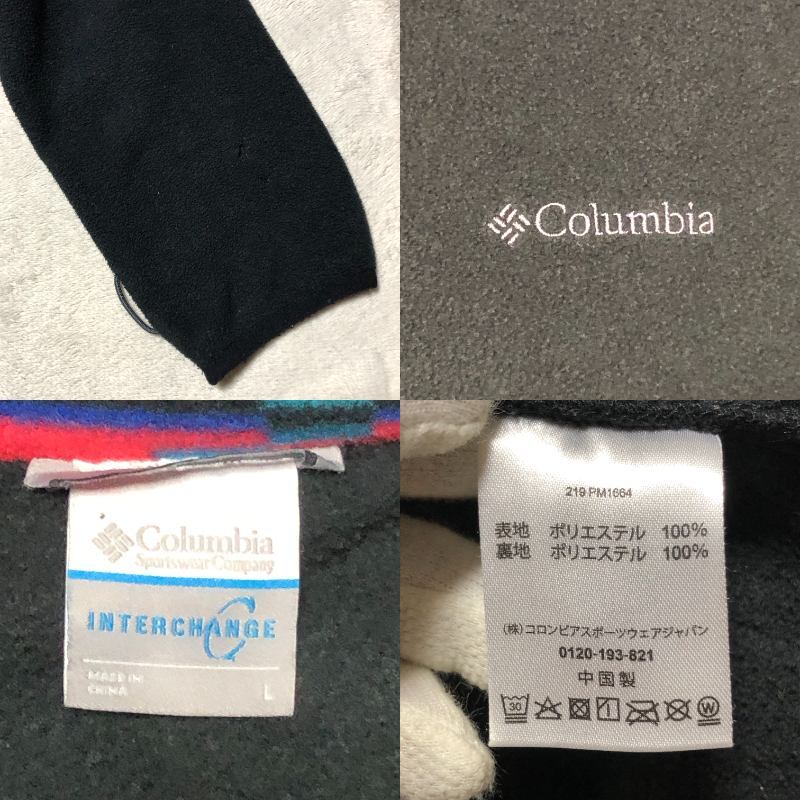 Columbia
Columbia
Sportswear Company
INTERCHANGE
MADE IN
CHINA
L
219 PM1664
表地 ポリエステル 100%
裏地 ポリエステル 100%
(株)コロンビアスポーツウェアジャパン
0120-193-821
中国製
30
W